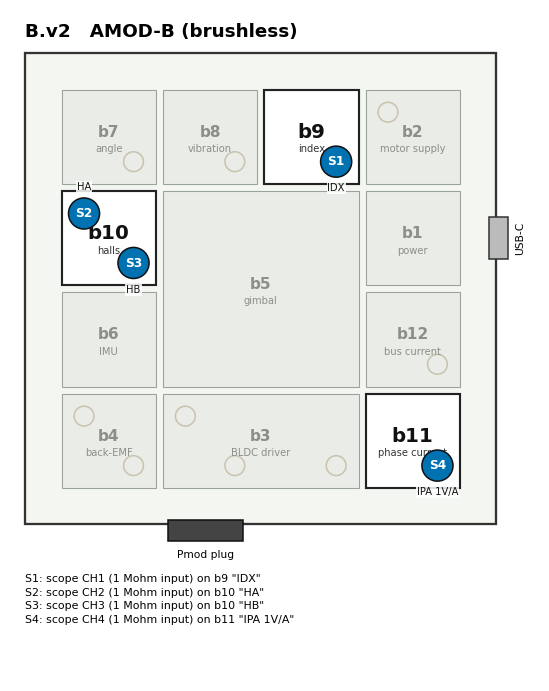 B.v2 AMOD-B (brushless)
b7
angle
b8
vibration
b9
index
S1
IDX
b2
motor supply
HA
S2
b10
halls
S3
HB
b5
gimbal
b1
power
USB-C
b6
IMU
b12
bus current
b4
back-EMF
b3
BLDC driver
b11
phase current
S4
IPA 1V/A
Pmod plug
S1: scope CH1 (1 Mohm input) on b9 "IDX"
S2: scope CH2 (1 Mohm input) on b10 "HA"
S3: scope CH3 (1 Mohm input) on b10 "HB"
S4: scope CH4 (1 Mohm input) on b11 "IPA 1V/A"